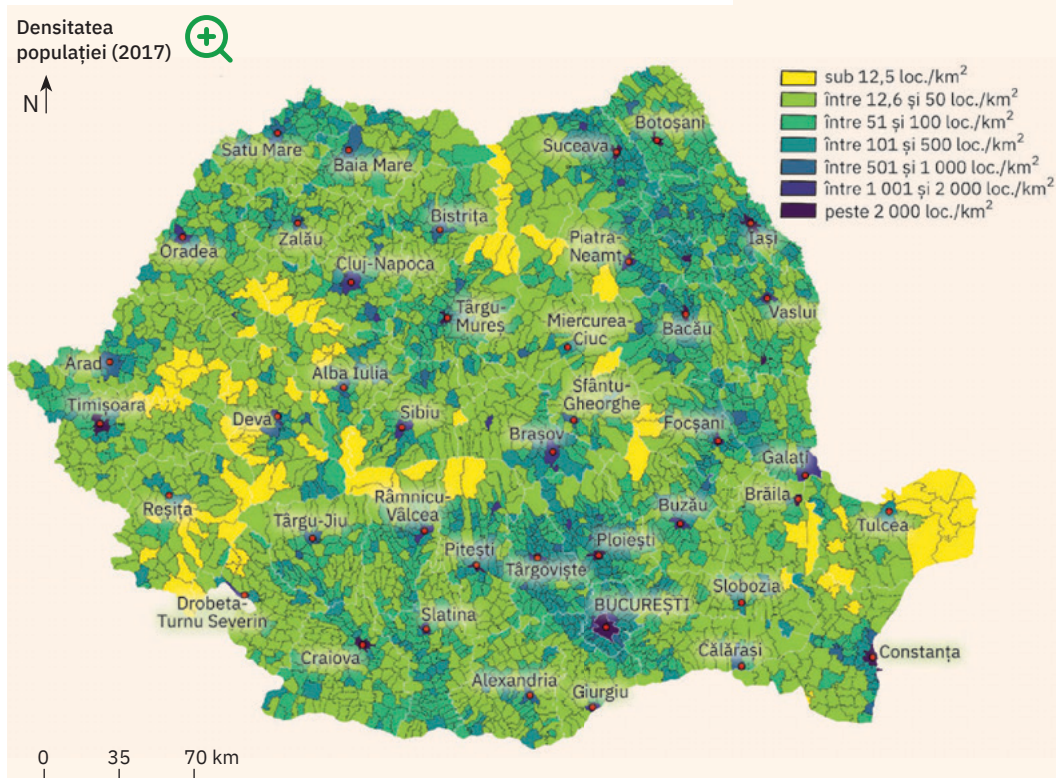 Densitatea
populației (2017)
N
sub 12,5 loc./km²
între 12,6 și 50 loc./km²
între 51 și 100 loc./km²
între 101 și 500 loc./km²
între 501 și 1 000 loc./km²
între 1 001 și 2 000 loc./km²
peste 2 000 loc./km²
Satu Mare
Baia Mare
Suceava
Botoșani
Oradea
Zalău
Bistrița
Cluj-Napoca
Piatra-
Neamț
Iași
Târgu-
Mureș
Miercurea-
Ciuc
Bacău
Vaslui
Arad
Alba Iulia
Timișoara
Deva
Sibiu
Sfântu-
Gheorghe
Brașov
Focșani
Galați
Brăila
Tulcea
Reșița
Târgu-Jiu
Râmnicu-
Vâlcea
Buzău
Pitești
Ploiești
Târgoviște
Drobeta-
Turnu Severin
Slatina
BUCUREȘTI
Slobozia
Craiova
Călărasi
Constanța
Alexandria
Giurgiu
0 35 70 km